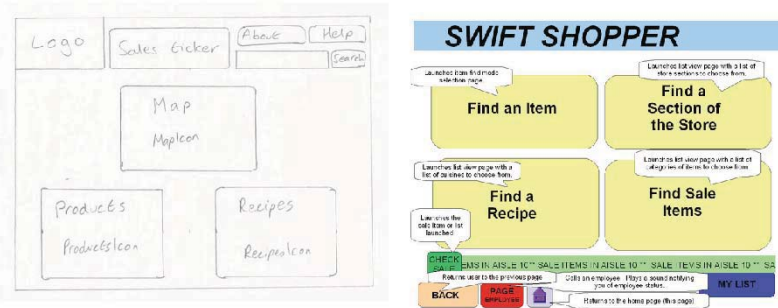 Logo
Sales ticker
About
Help
Search
Map
MapIcon
Products
ProductsIcon
Recipes
RecipesIcon
SWIFT SHOPPER
Launches item find mode
selection page.
Launches list view page with a list of
store sections to choose from.
Find an Item
Find a
Section of
the Store
Launches list view page with a
list of cuisines to choose from.
Launches list view page with a list of
categories of items to choose from.
Find a
Recipe
Find Sale
Items
Launches the
sale item or list
launched
CHECK
SALE
EMS IN AISLE 10** SALE ITEMS IN AISLE 10 ** SALE ITEMS IN AISLE 10 ** SA
Returns user to the previous page
Calls an employee. Plays a sound notifying
you of employee status.
BACK
PAGE
EMPLOYEE
MY LIST
Returns to the home page (this page)